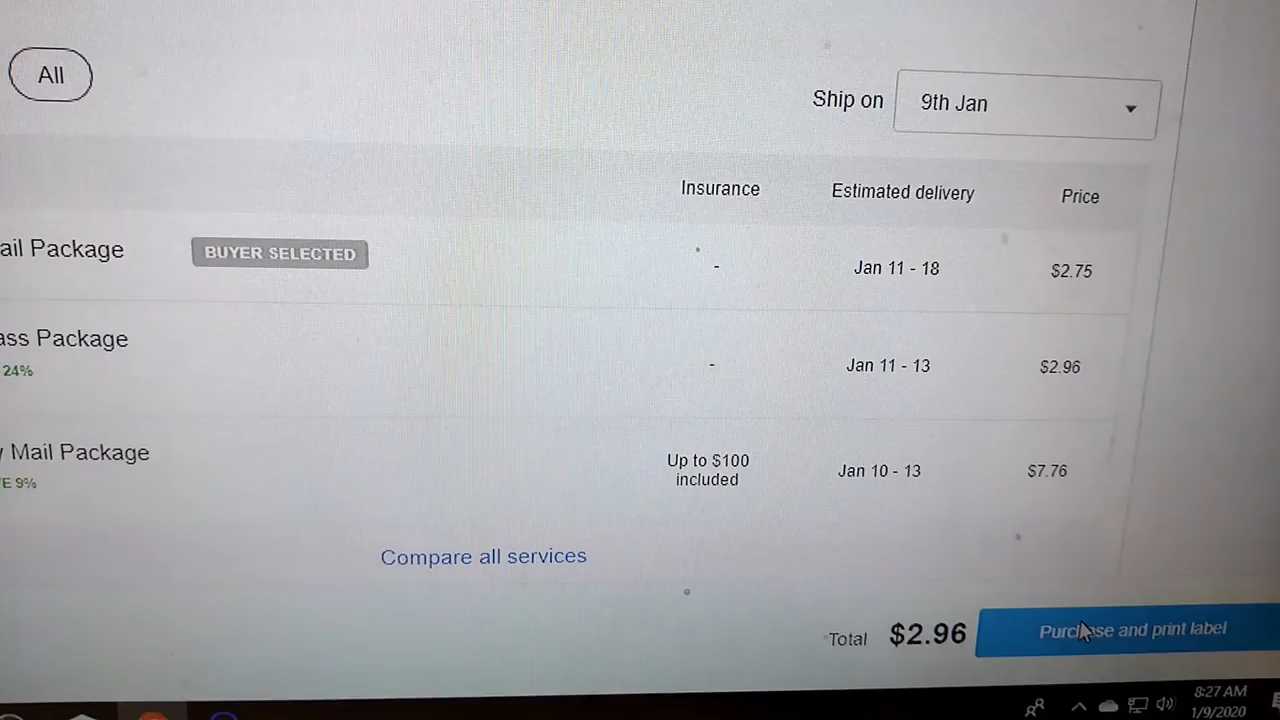 All
Ship on 9th Jan
Insurance Estimated delivery Price
ail Package BUYER SELECTED - Jan 11 - 18 $2.75
ass Package - Jan 11 - 13 $2.96
24%
y Mail Package Up to $100 included Jan 10 - 13 $7.76
E 9%
Compare all services
Total $2.96 Purchase and print label
8:27 AM
1/9/2020